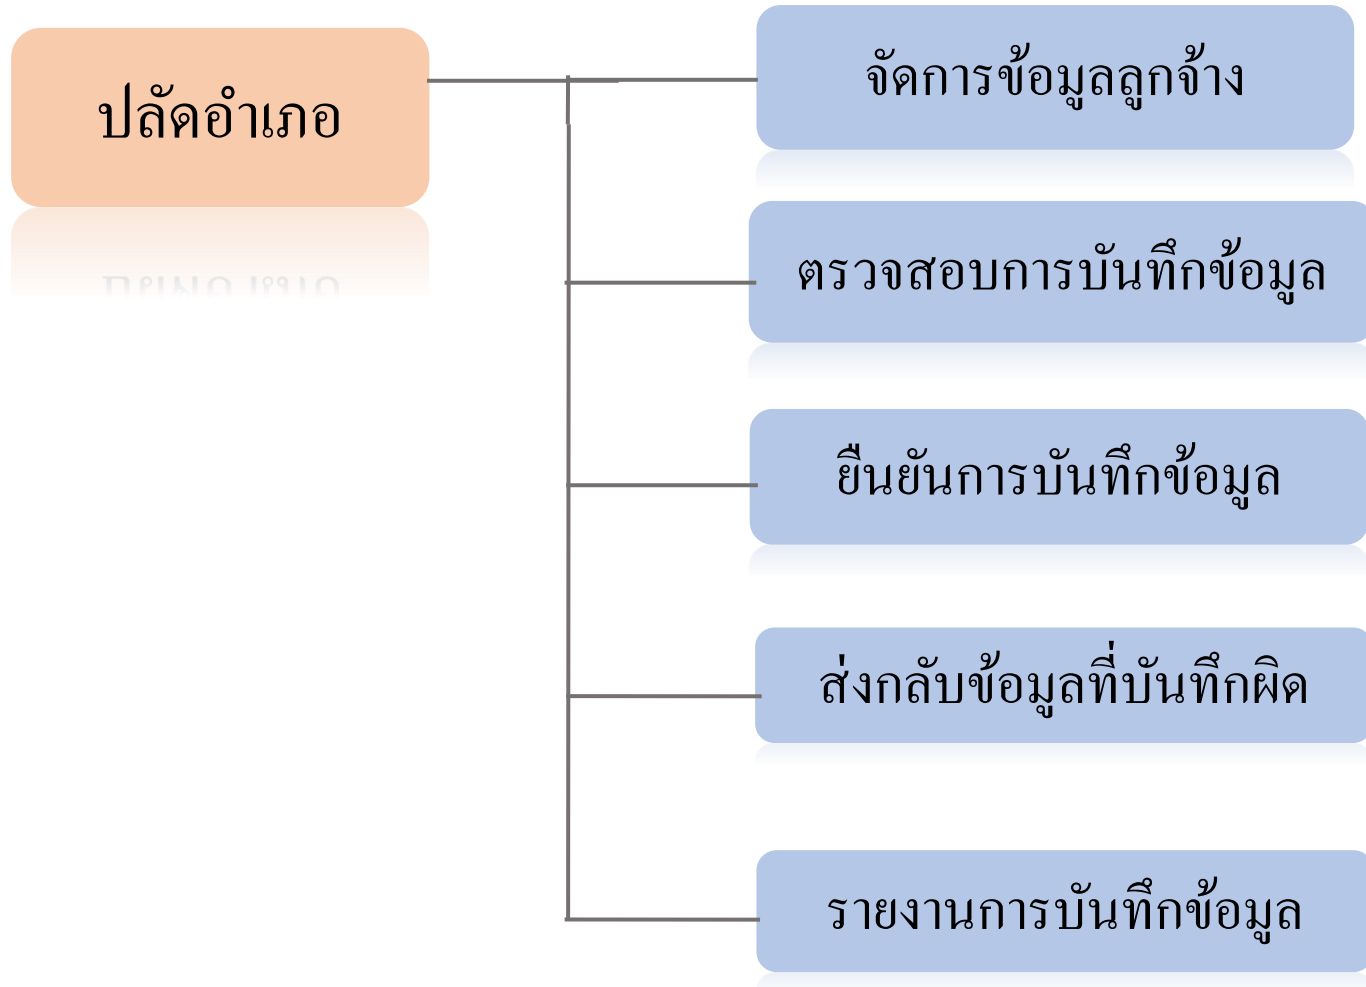 ปลัดอำเภอ
จัดการข้อมูลลูกจ้าง
ตรวจสอบการบันทึกข้อมูล
ยืนยันการบันทึกข้อมูล
ส่งกลับข้อมูลที่บันทึกผิด
รายงานการบันทึกข้อมูล